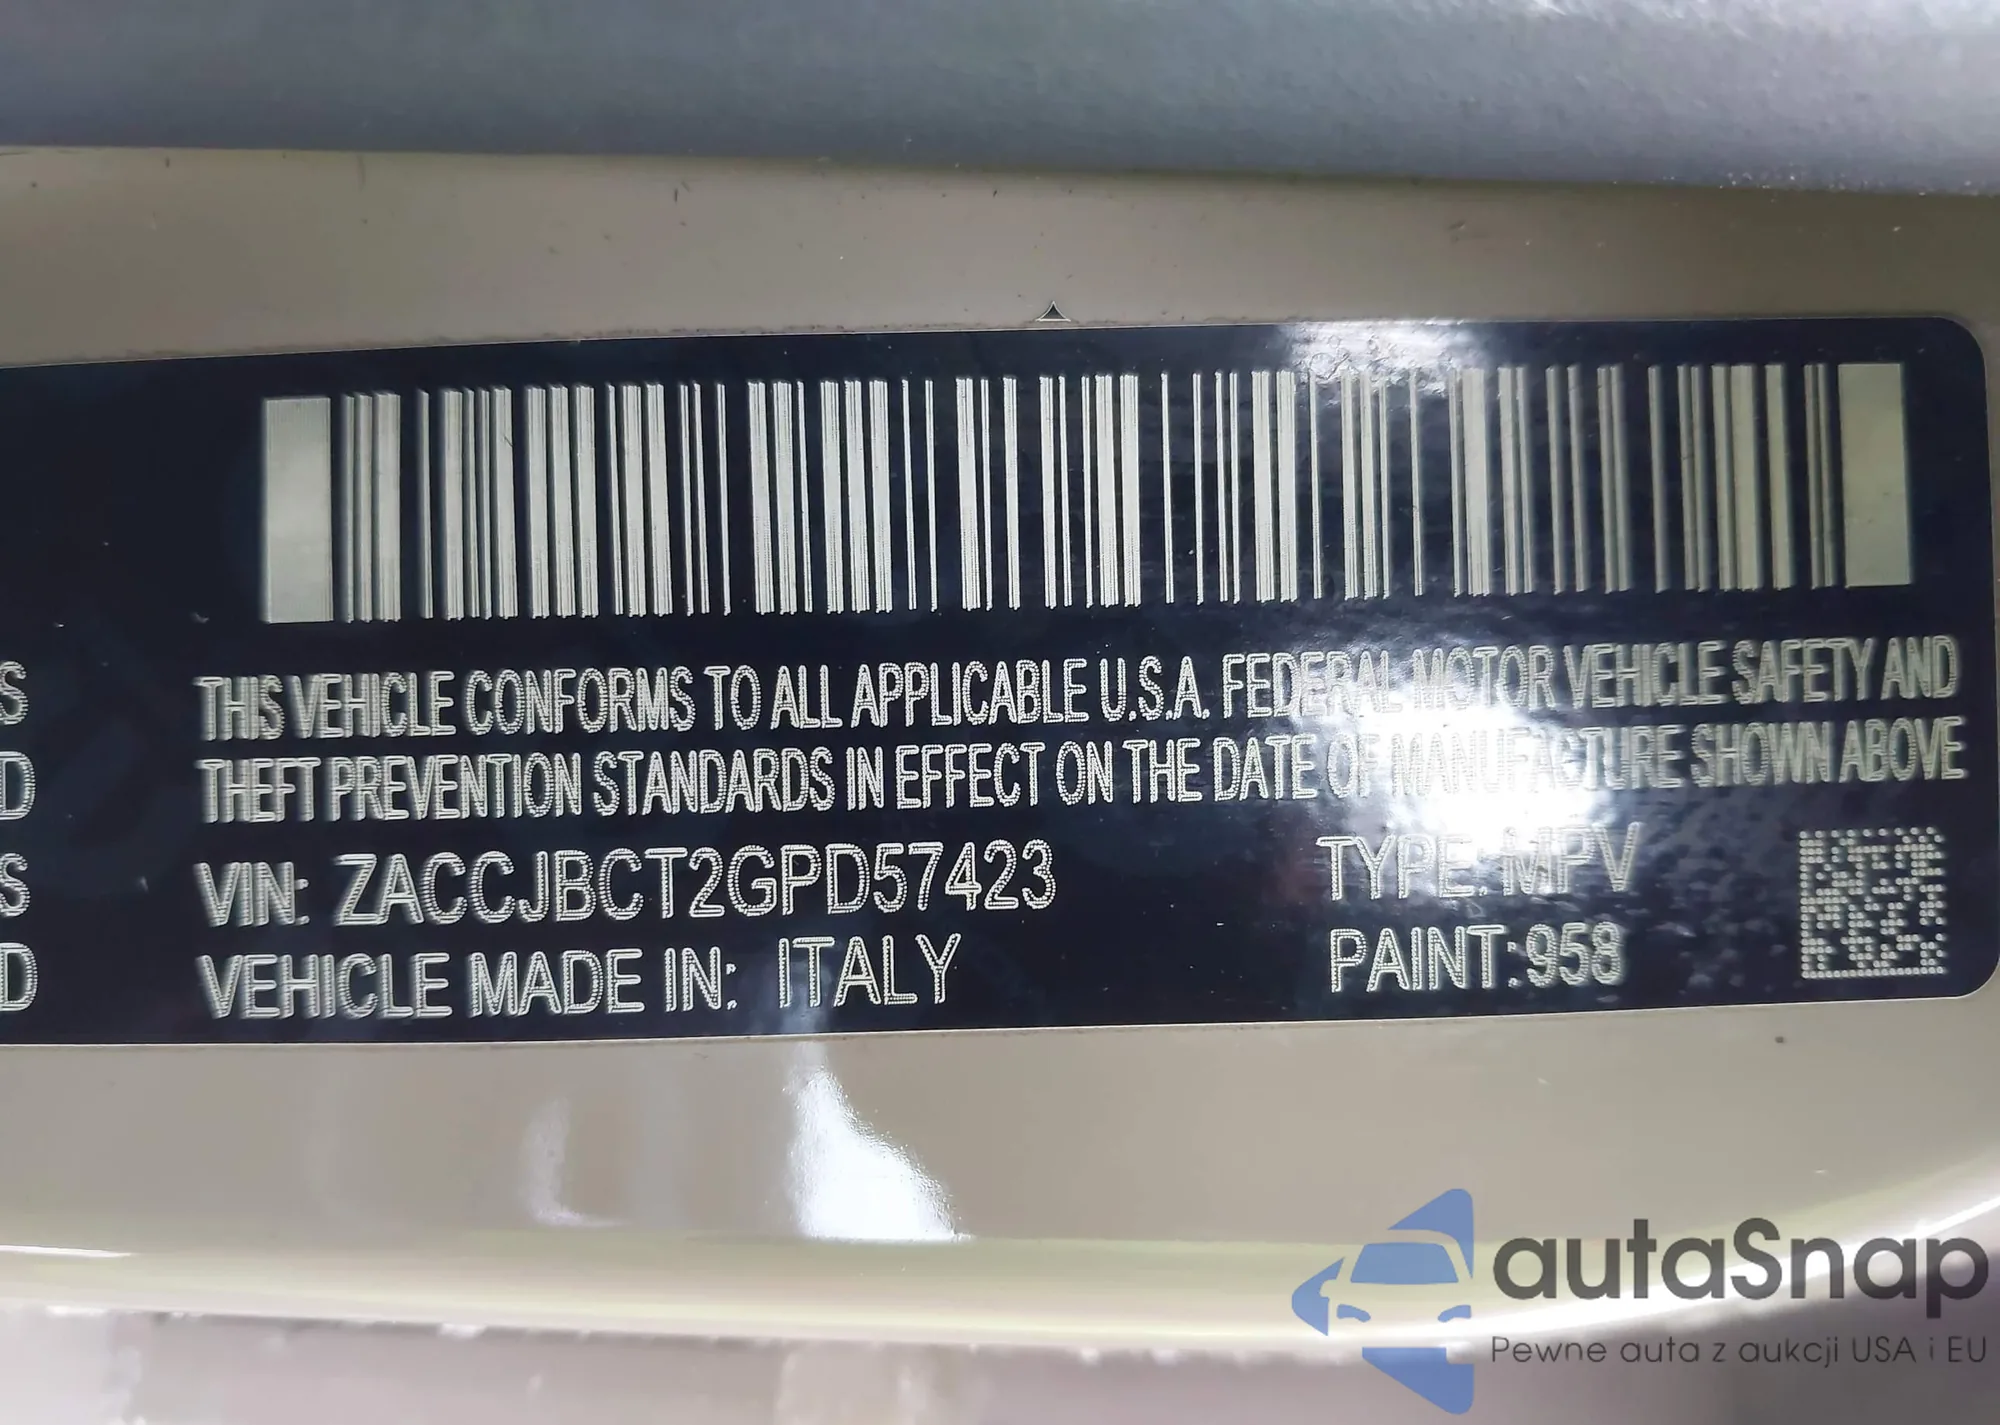 THIS VEHICLE CONFORMS TO ALL APPLICABLE U.S.A. FEDERAL MOTOR VEHICLE SAFETY AND
THEFT PREVENTION STANDARDS IN EFFECT ON THE DATE OF MANUFACTURE SHOWN ABOVE
S
D
VIN: ZACCJBCT2GPD57423 TYPE: MPV
S
VEHICLE MADE IN: ITALY PAINT:958
D
autaSnap
Pewne auta z aukcji USA i EU